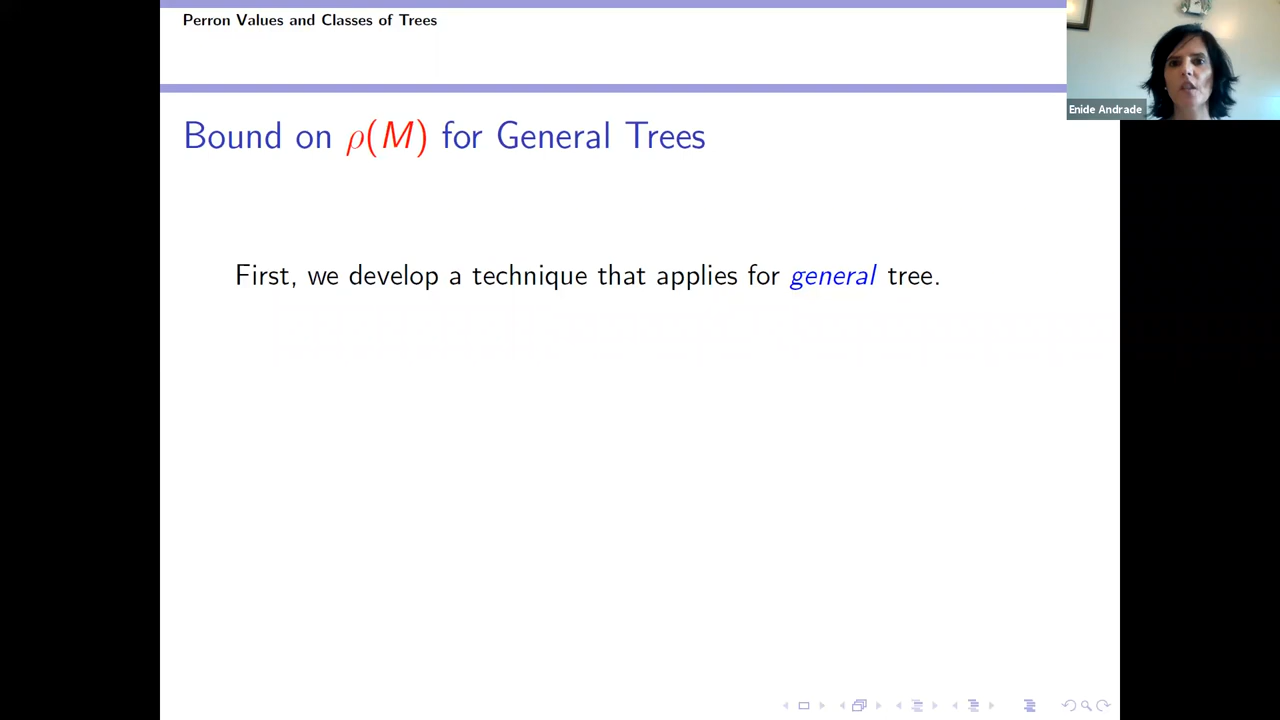 Perron Values and Classes of Trees
Enide Andrade
Bound on ρ(M) for General Trees
First, we develop a technique that applies for general tree.